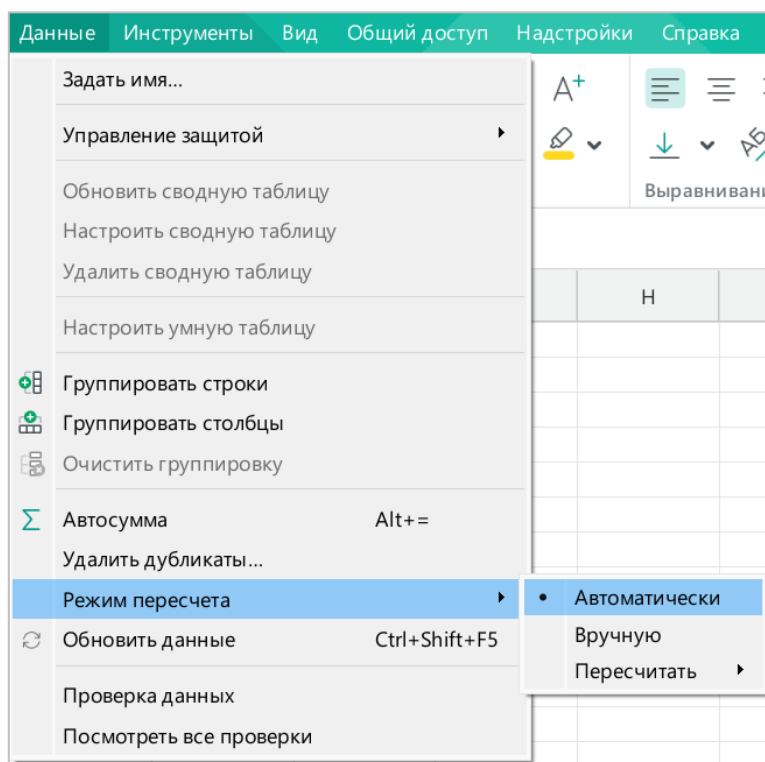 Данные Инструменты Вид Общий доступ Надстройки Справка
Задать имя...
Управление защитой
Обновить сводную таблицу
Настроить сводную таблицу
Удалить сводную таблицу
Настроить умную таблицу
Группировать строки
Группировать столбцы
Очистить группировку
Автосумма Alt+=
Удалить дубликаты...
Режим пересчета
Обновить данные Ctrl+Shift+F5
Проверка данных
Посмотреть все проверки
Автоматически
Вручную
Пересчитать
A+
АБ
Выравнивани
H